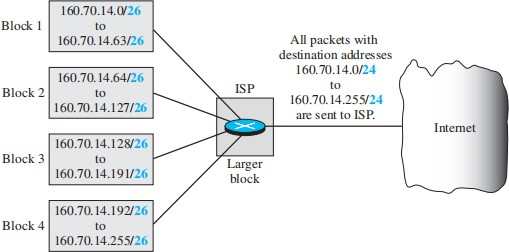 Block 1
160.70.14.0/26
to
160.70.14.63/26
Block 2
160.70.14.64/26
to
160.70.14.127/26
Block 3
160.70.14.128/26
to
160.70.14.191/26
Block 4
160.70.14.192/26
to
160.70.14.255/26
ISP
Larger
block
All packets with
destination addresses
160.70.14.0/24
to
160.70.14.255/24
are sent to ISP.
Internet